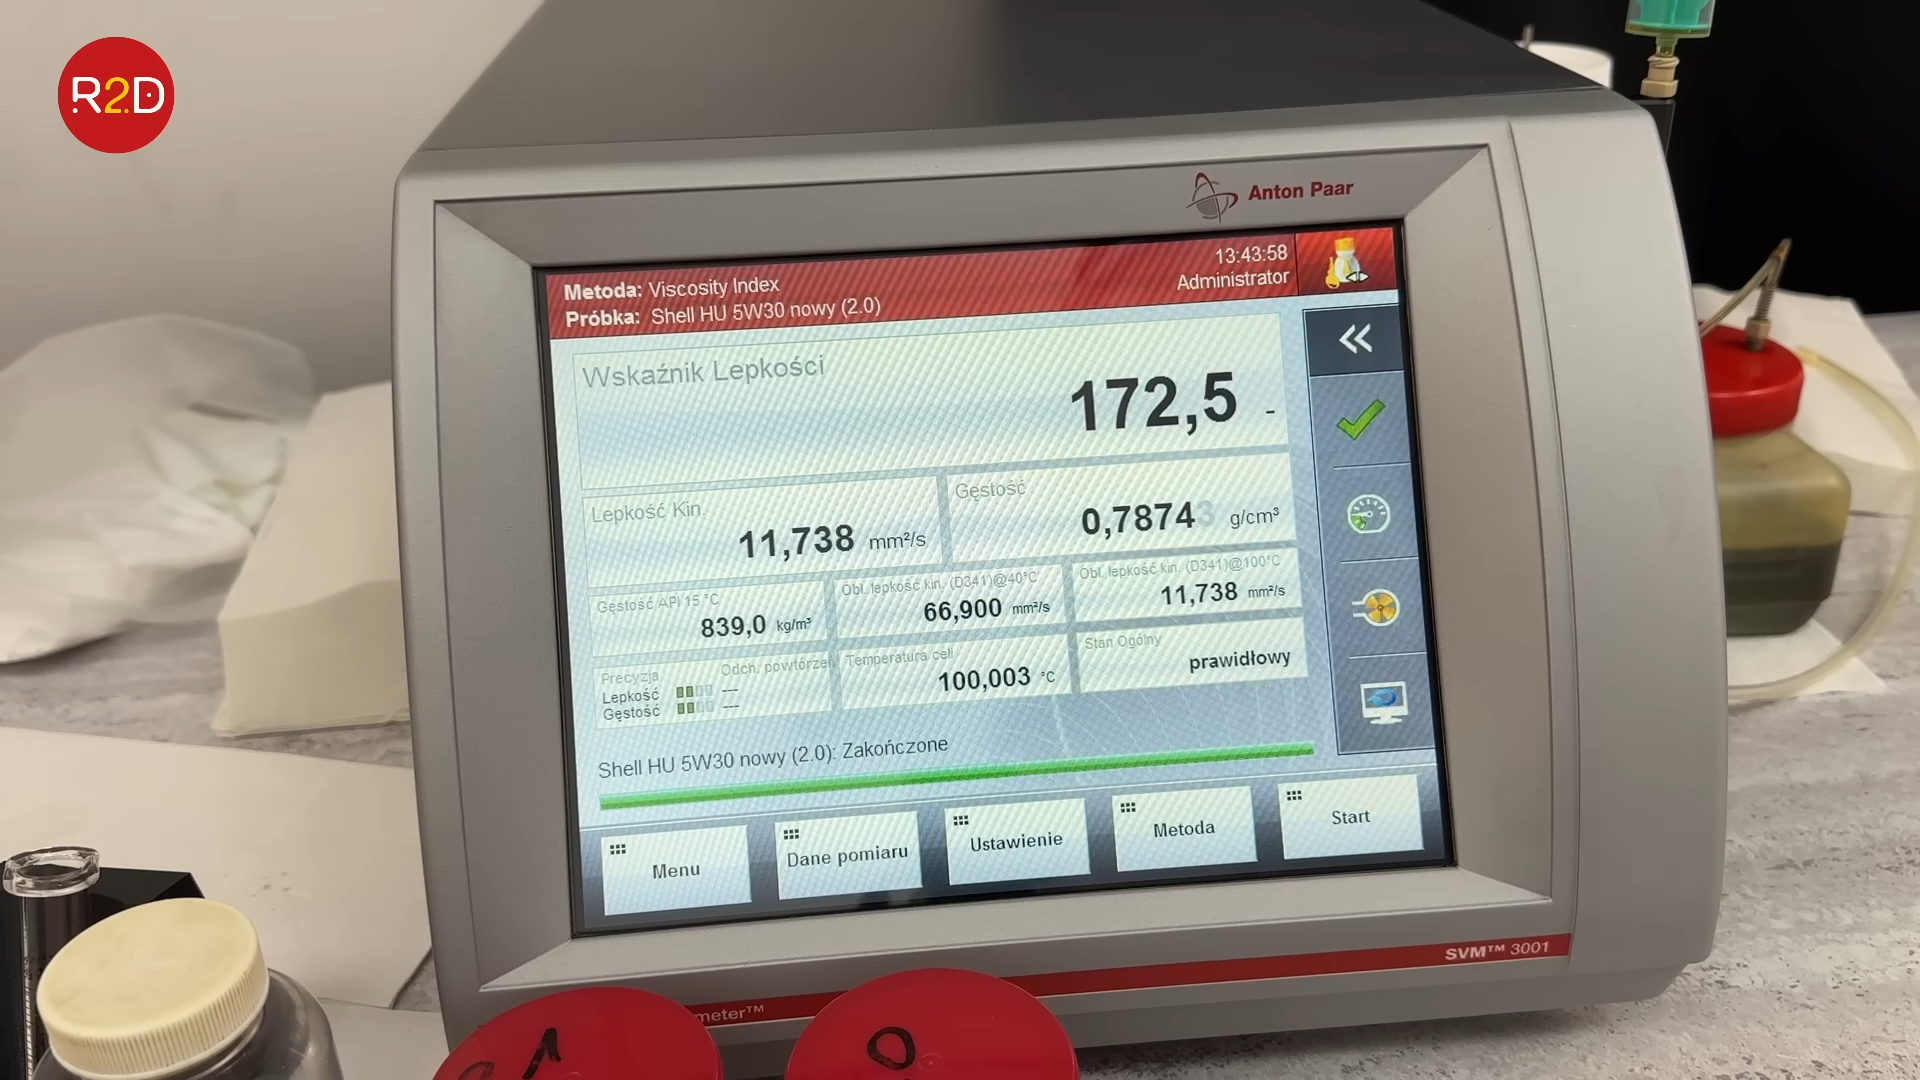 R2D
Anton Paar
Metoda: Viscosity Index
Próbka: Shell HU 5W30 nowy (2.0)
13:43:58
Administrator
Wskaźnik Lepkości
172,5 -
Lepkość Kin.
11,738 mm²/s
Gęstość
0,78743 g/cm³
Gęstość API 15 °C
839,0 kg/m³
Obl. lepkość kin. (D341)@40°C
66,900 mm²/s
Obl. lepkość kin. (D341)@100°C
11,738 mm²/s
Precyzja Odch. powtórzeń
Lepkość ---
Gęstość ---
Temperatura celi
100,003 °C
Stan Ogólny
prawidłowy
Shell HU 5W30 nowy (2.0): Zakończone
Menu
Dane pomiaru
Ustawienie
Metoda
Start
SVM™ 3001
meter™
1
0